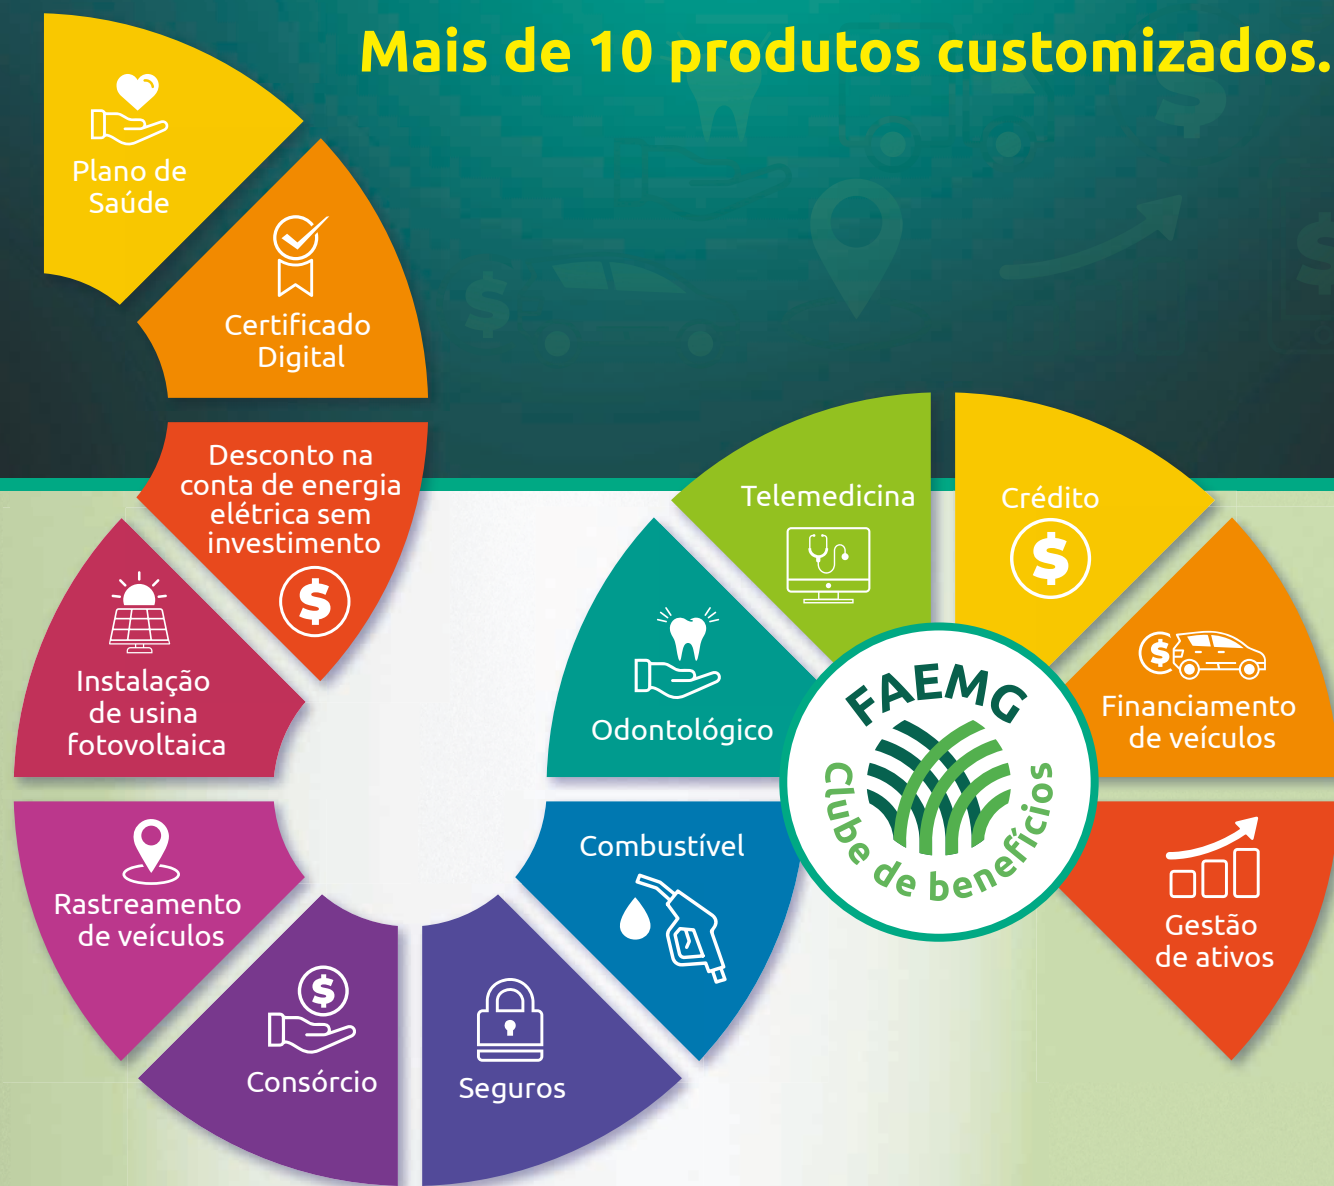 Mais de 10 produtos customizados.
Plano de
Saúde
Certificado
Digital
Desconto na
conta de energia
elétrica sem
investimento
Instalação
de usina
fotovoltaica
Rastreamento
de veículos
Consórcio
Seguros
Combustível
Odontológico
Telemedicina
Crédito
Financiamento
de veículos
Gestão
de ativos
FAEMG
Clube de benefícios